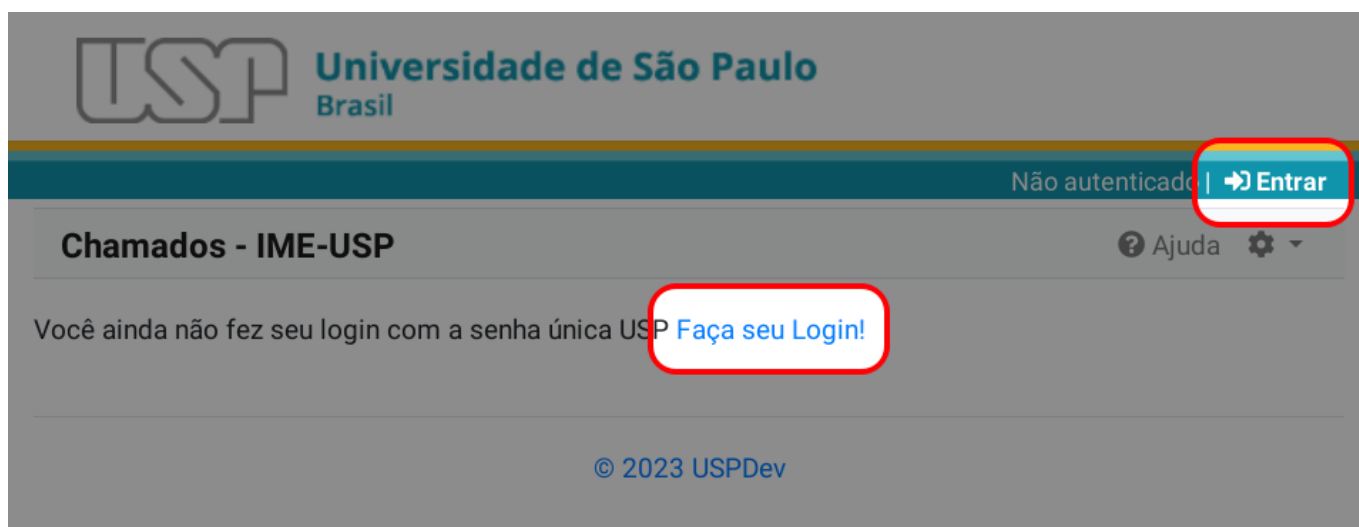 USP
Universidade de São Paulo
Brasil
Não autenticado | Entrar
Chamados - IME-USP
Ajuda
Você ainda não fez seu login com a senha única USP Faça seu Login!
© 2023 USPDev